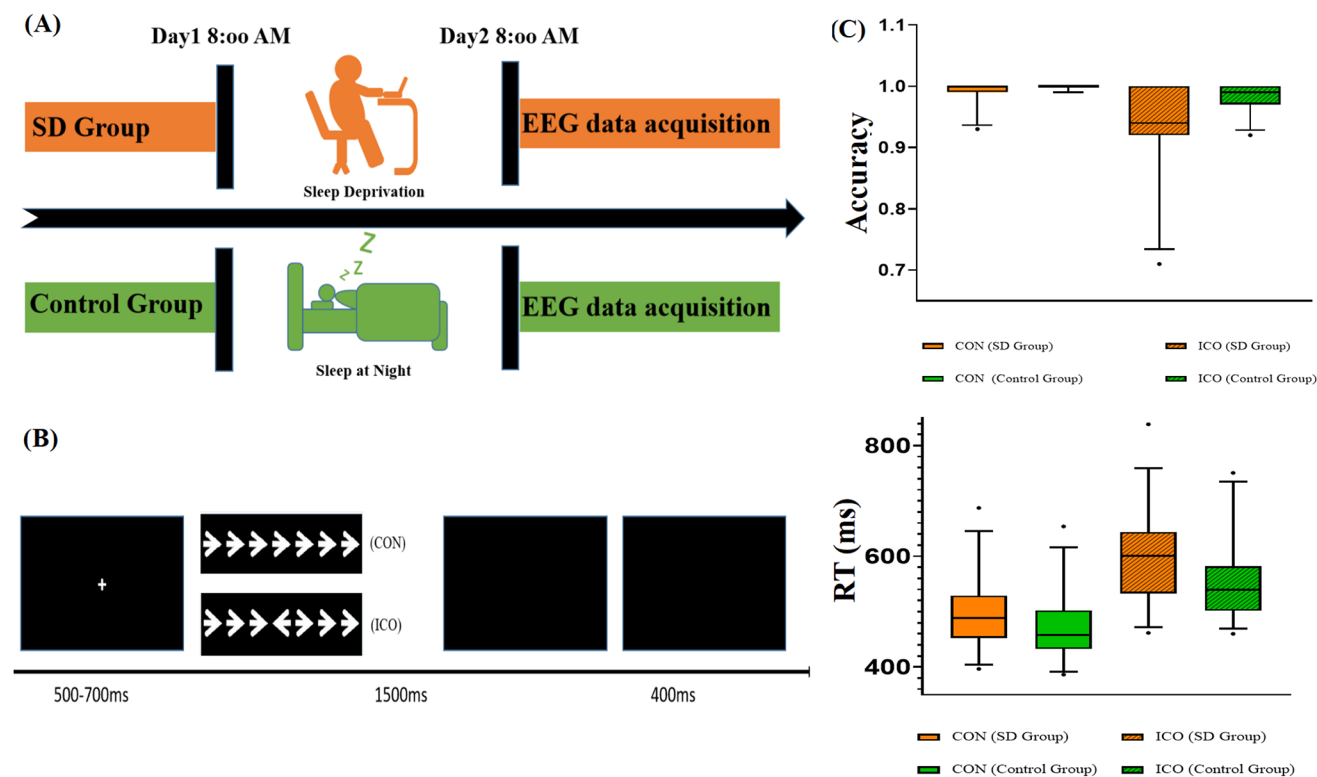 (A)
Day1 8:oo AM
Day2 8:oo AM
SD Group
EEG data acquisition
Sleep Deprivation
Z
Z
Z
Control Group
EEG data acquisition
Sleep at Night
(B)
(CON)
(ICO)
500-700ms
1500ms
400ms
(C)
Accuracy
1.1
1.0
0.9
0.8
0.7
CON (SD Group)
ICO (SD Group)
CON (Control Group)
ICO (Control Group)
RT (ms)
800
600
400
CON (SD Group)
ICO (SD Group)
CON (Control Group)
ICO (Control Group)